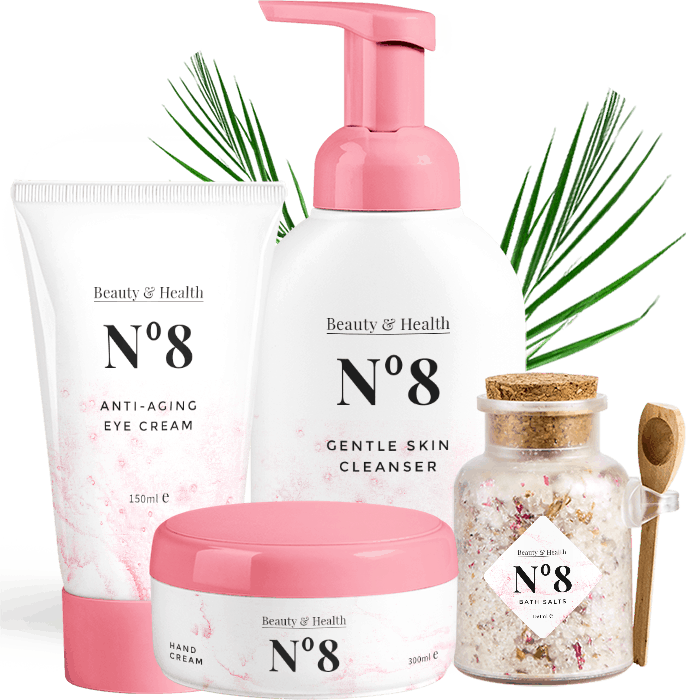 Beauty & Health
Nº8
ANTI-AGING
EYE CREAM
150ml e
Beauty & Health
Nº8
GENTLE SKIN
CLEANSER
Beauty & Health
Nº8
HAND
CREAM
300ml e
Beauty & Health
Nº8
BATH SALTS